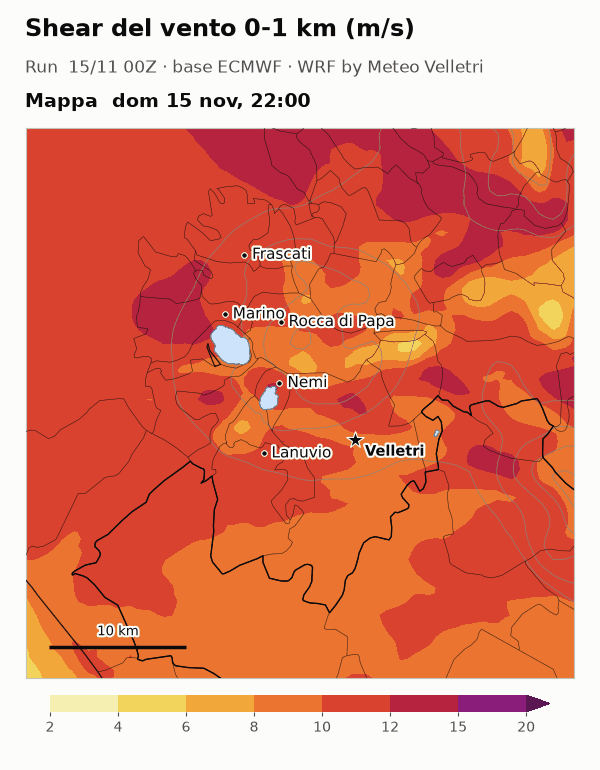 Shear del vento 0-1 km (m/s)
Run  15/11 00Z · base ECMWF · WRF by Meteo Velletri
Mappa  dom 15 nov, 22:00
Frascati
Marino
Rocca di Papa
Nemi
Velletri
Lanuvio
10 km
2 4 6 8 10 12 15 20